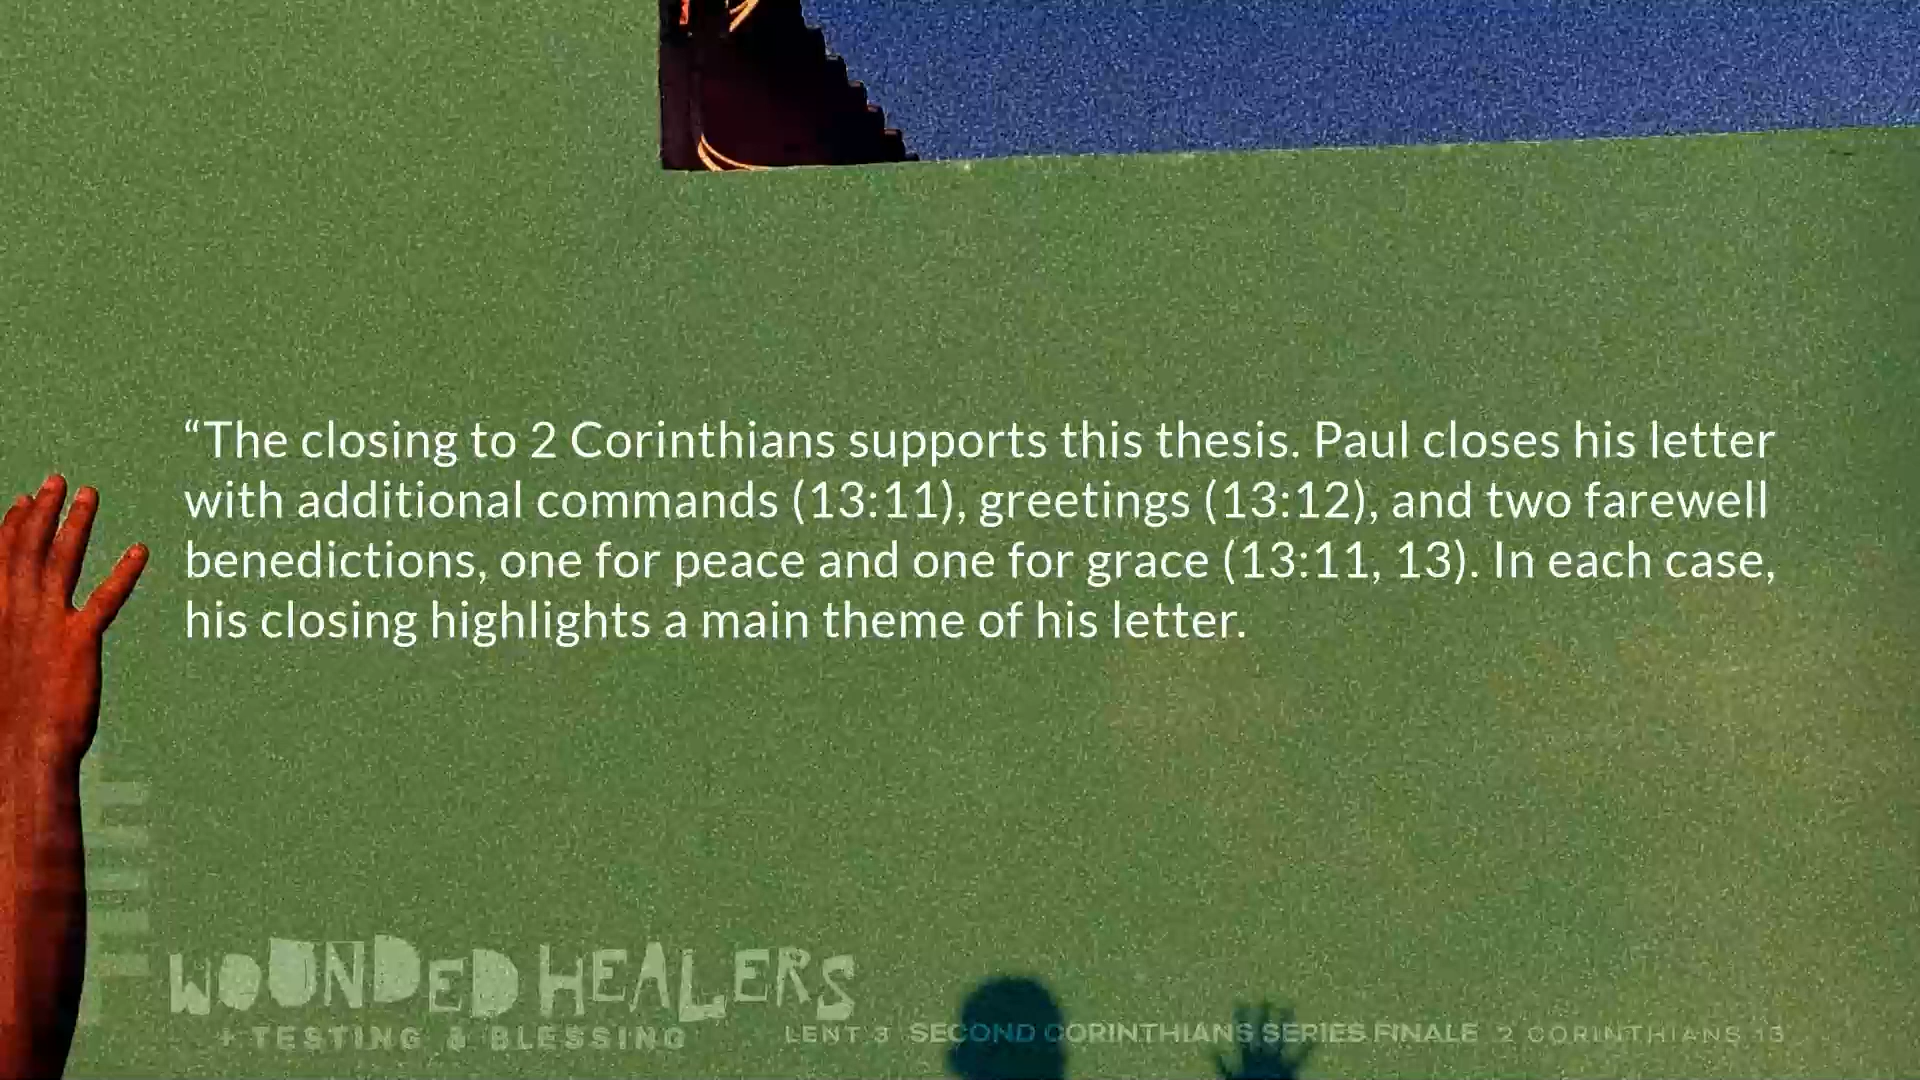 “The closing to 2 Corinthians supports this thesis. Paul closes his letter
with additional commands (13:11), greetings (13:12), and two farewell
benedictions, one for peace and one for grace (13:11, 13). In each case,
his closing highlights a main theme of his letter.
WOUNDED HEALERS
+ TESTING & BLESSING
LENT 3 SECOND CORINTHIANS SERIES FINALE 2 CORINTHIANS 13